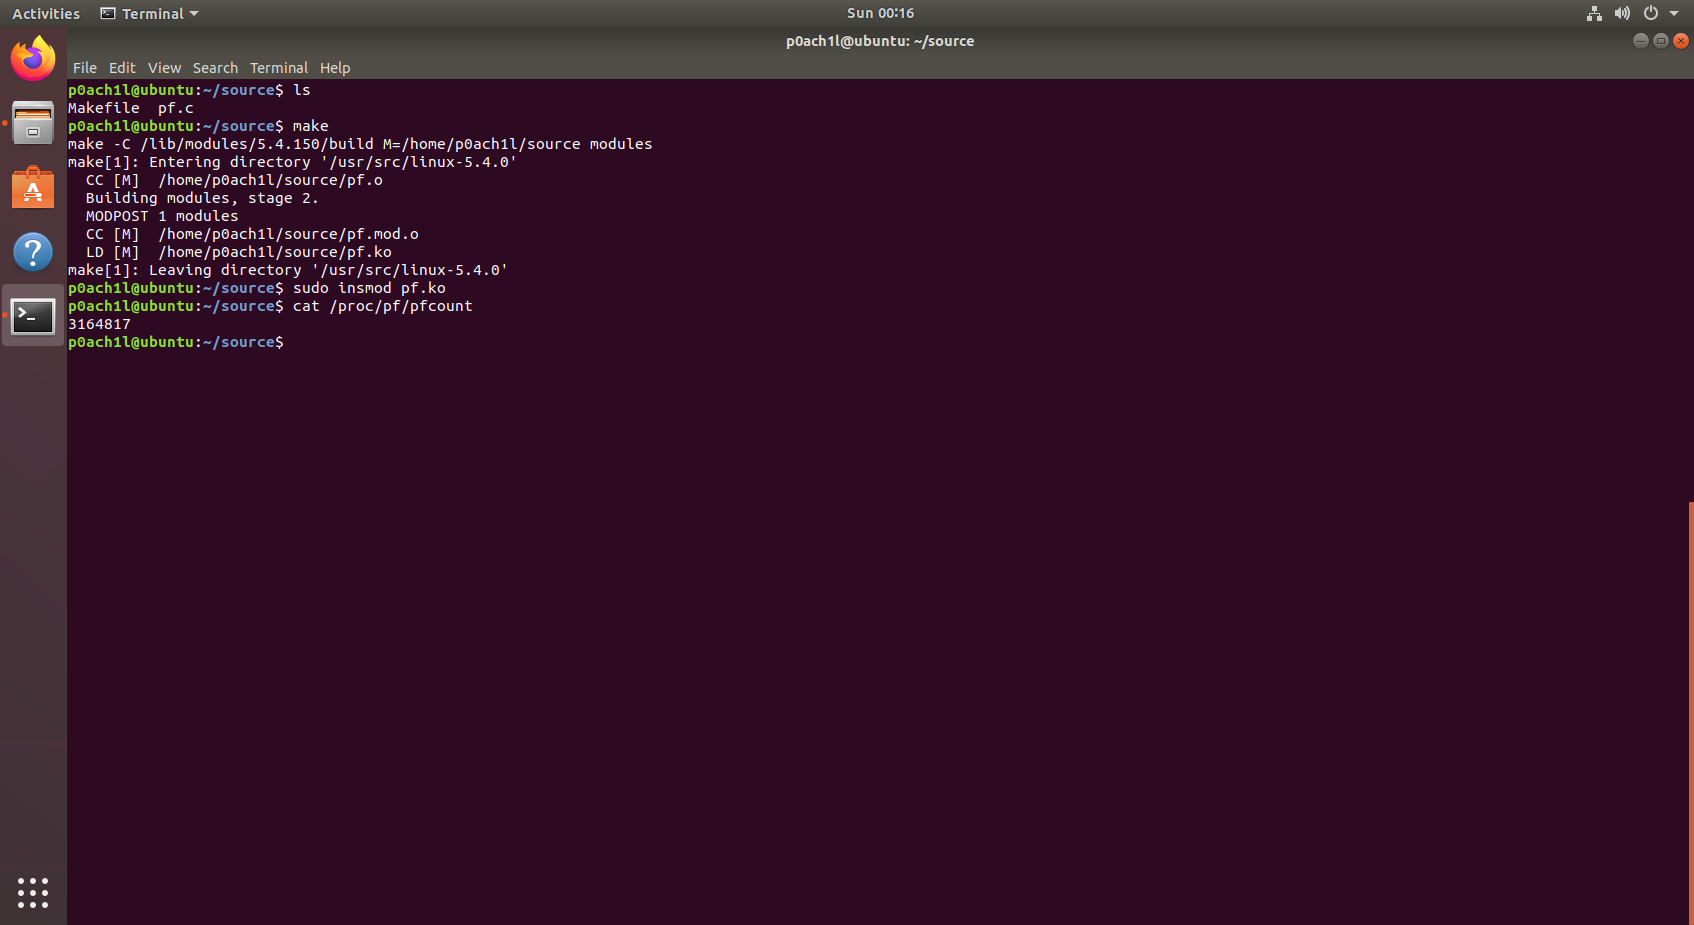 Activities Terminal Sun 00:16
p0ach1l@ubuntu: ~/source
File Edit View Search Terminal Help
p0ach1l@ubuntu:~/source$ ls
Makefile  pf.c
p0ach1l@ubuntu:~/source$ make
make -C /lib/modules/5.4.150/build M=/home/p0ach1l/source modules
make[1]: Entering directory '/usr/src/linux-5.4.0'
  CC [M]  /home/p0ach1l/source/pf.o
  Building modules, stage 2.
  MODPOST 1 modules
  CC [M]  /home/p0ach1l/source/pf.mod.o
  LD [M]  /home/p0ach1l/source/pf.ko
make[1]: Leaving directory '/usr/src/linux-5.4.0'
p0ach1l@ubuntu:~/source$ sudo insmod pf.ko
p0ach1l@ubuntu:~/source$ cat /proc/pf/pfcount
3164817
p0ach1l@ubuntu:~/source$